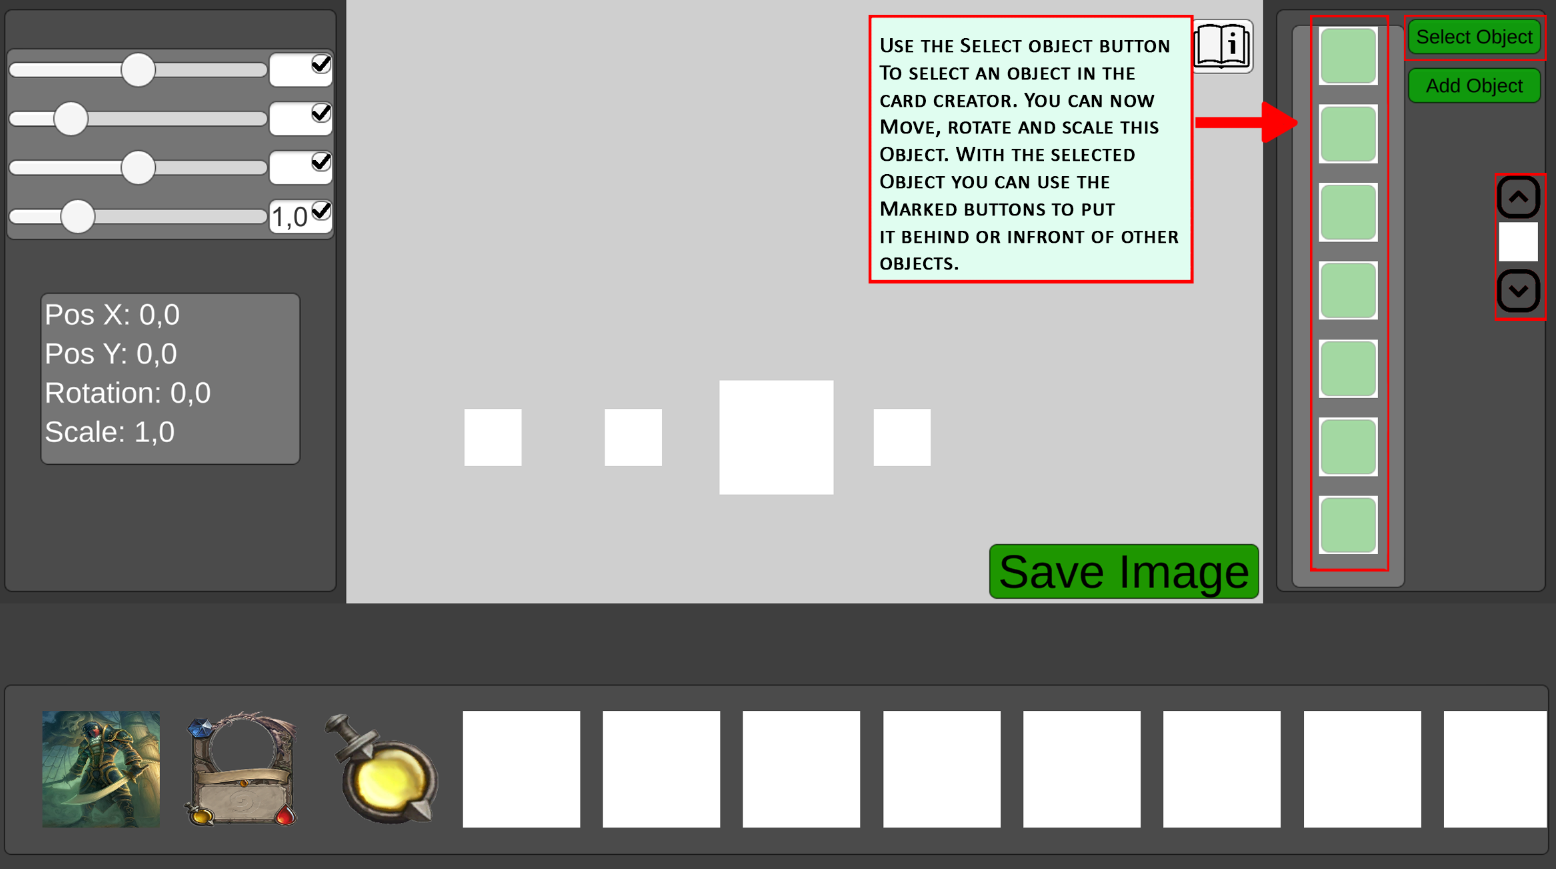 1,0
Pos X: 0,0
Pos Y: 0,0
Rotation: 0,0
Scale: 1,0
Use the Select object button
To select an object in the
card creator. You can now
Move, rotate and scale this
Object. With the selected
Object you can use the
Marked buttons to put
it behind or infront of other
objects.
i
Save Image
Select Object
Add Object